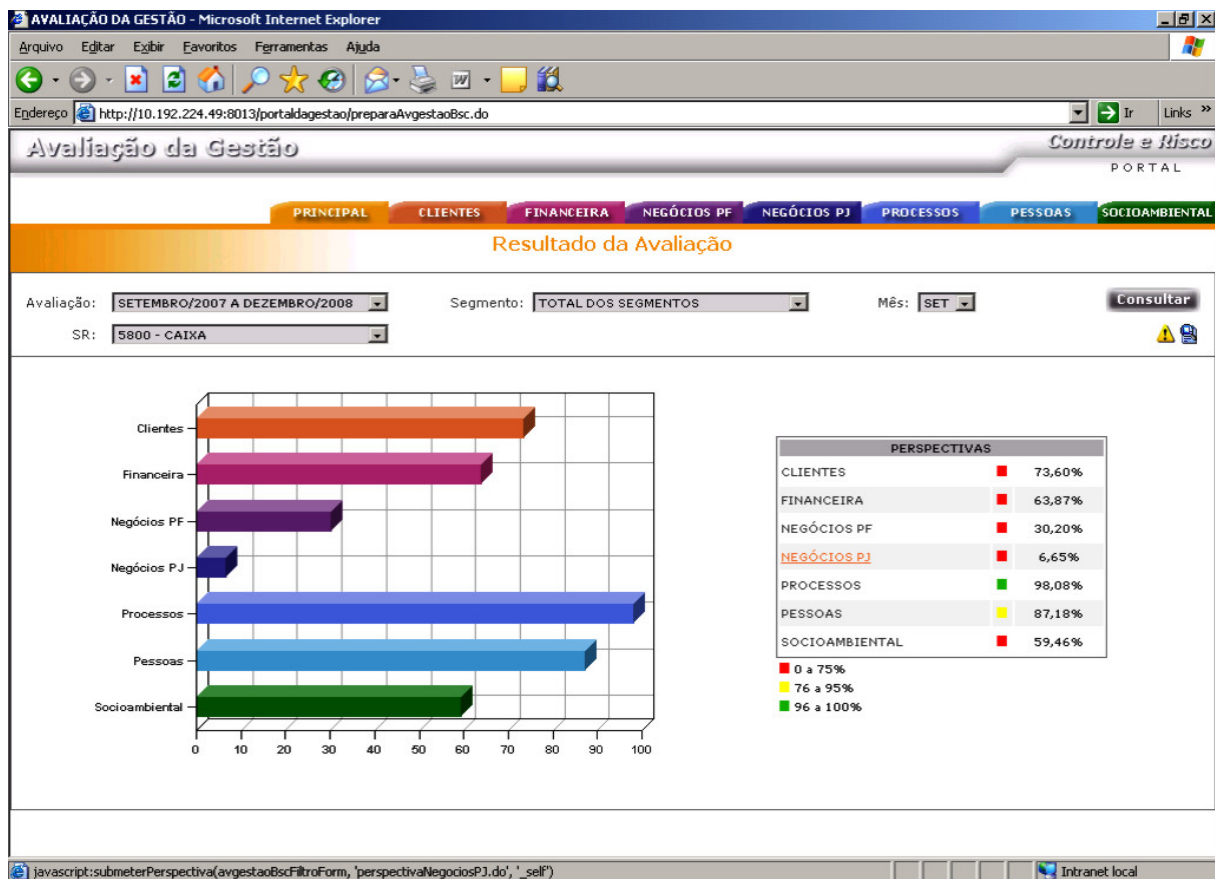 AVALIAÇÃO DA GESTÃO - Microsoft Internet Explorer
Arquivo Editar Exibir Favoritos Ferramentas Ajuda
Endereço http://10.192.224.49:8013/portaldagestao/preparaAvgestaoBsc.do Ir Links »
Avaliação da Gestão Controle e Risco
PORTAL
PRINCIPAL CLIENTES FINANCEIRA NEGÓCIOS PF NEGÓCIOS PJ PROCESSOS PESSOAS SOCIOAMBIENTAL
Resultado da Avaliação
Avaliação: SETEMBRO/2007 A DEZEMBRO/2008 Segmento: TOTAL DOS SEGMENTOS Mês: SET Consultar
SR: 5800 - CAIXA
Clientes
Financeira
Negócios PF
Negócios PJ
Processos
Pessoas
Socioambiental
0 10 20 30 40 50 60 70 80 90 100
PERSPECTIVAS
CLIENTES 73,60%
FINANCEIRA 63,87%
NEGÓCIOS PF 30,20%
NEGÓCIOS PJ 6,65%
PROCESSOS 98,08%
PESSOAS 87,18%
SOCIOAMBIENTAL 59,46%
0 a 75%
76 a 95%
96 a 100%
javascript:submeterPerspectiva(avgestaoBscFiltroForm, 'perspectivaNegociosPJ.do', '_self') Intranet local